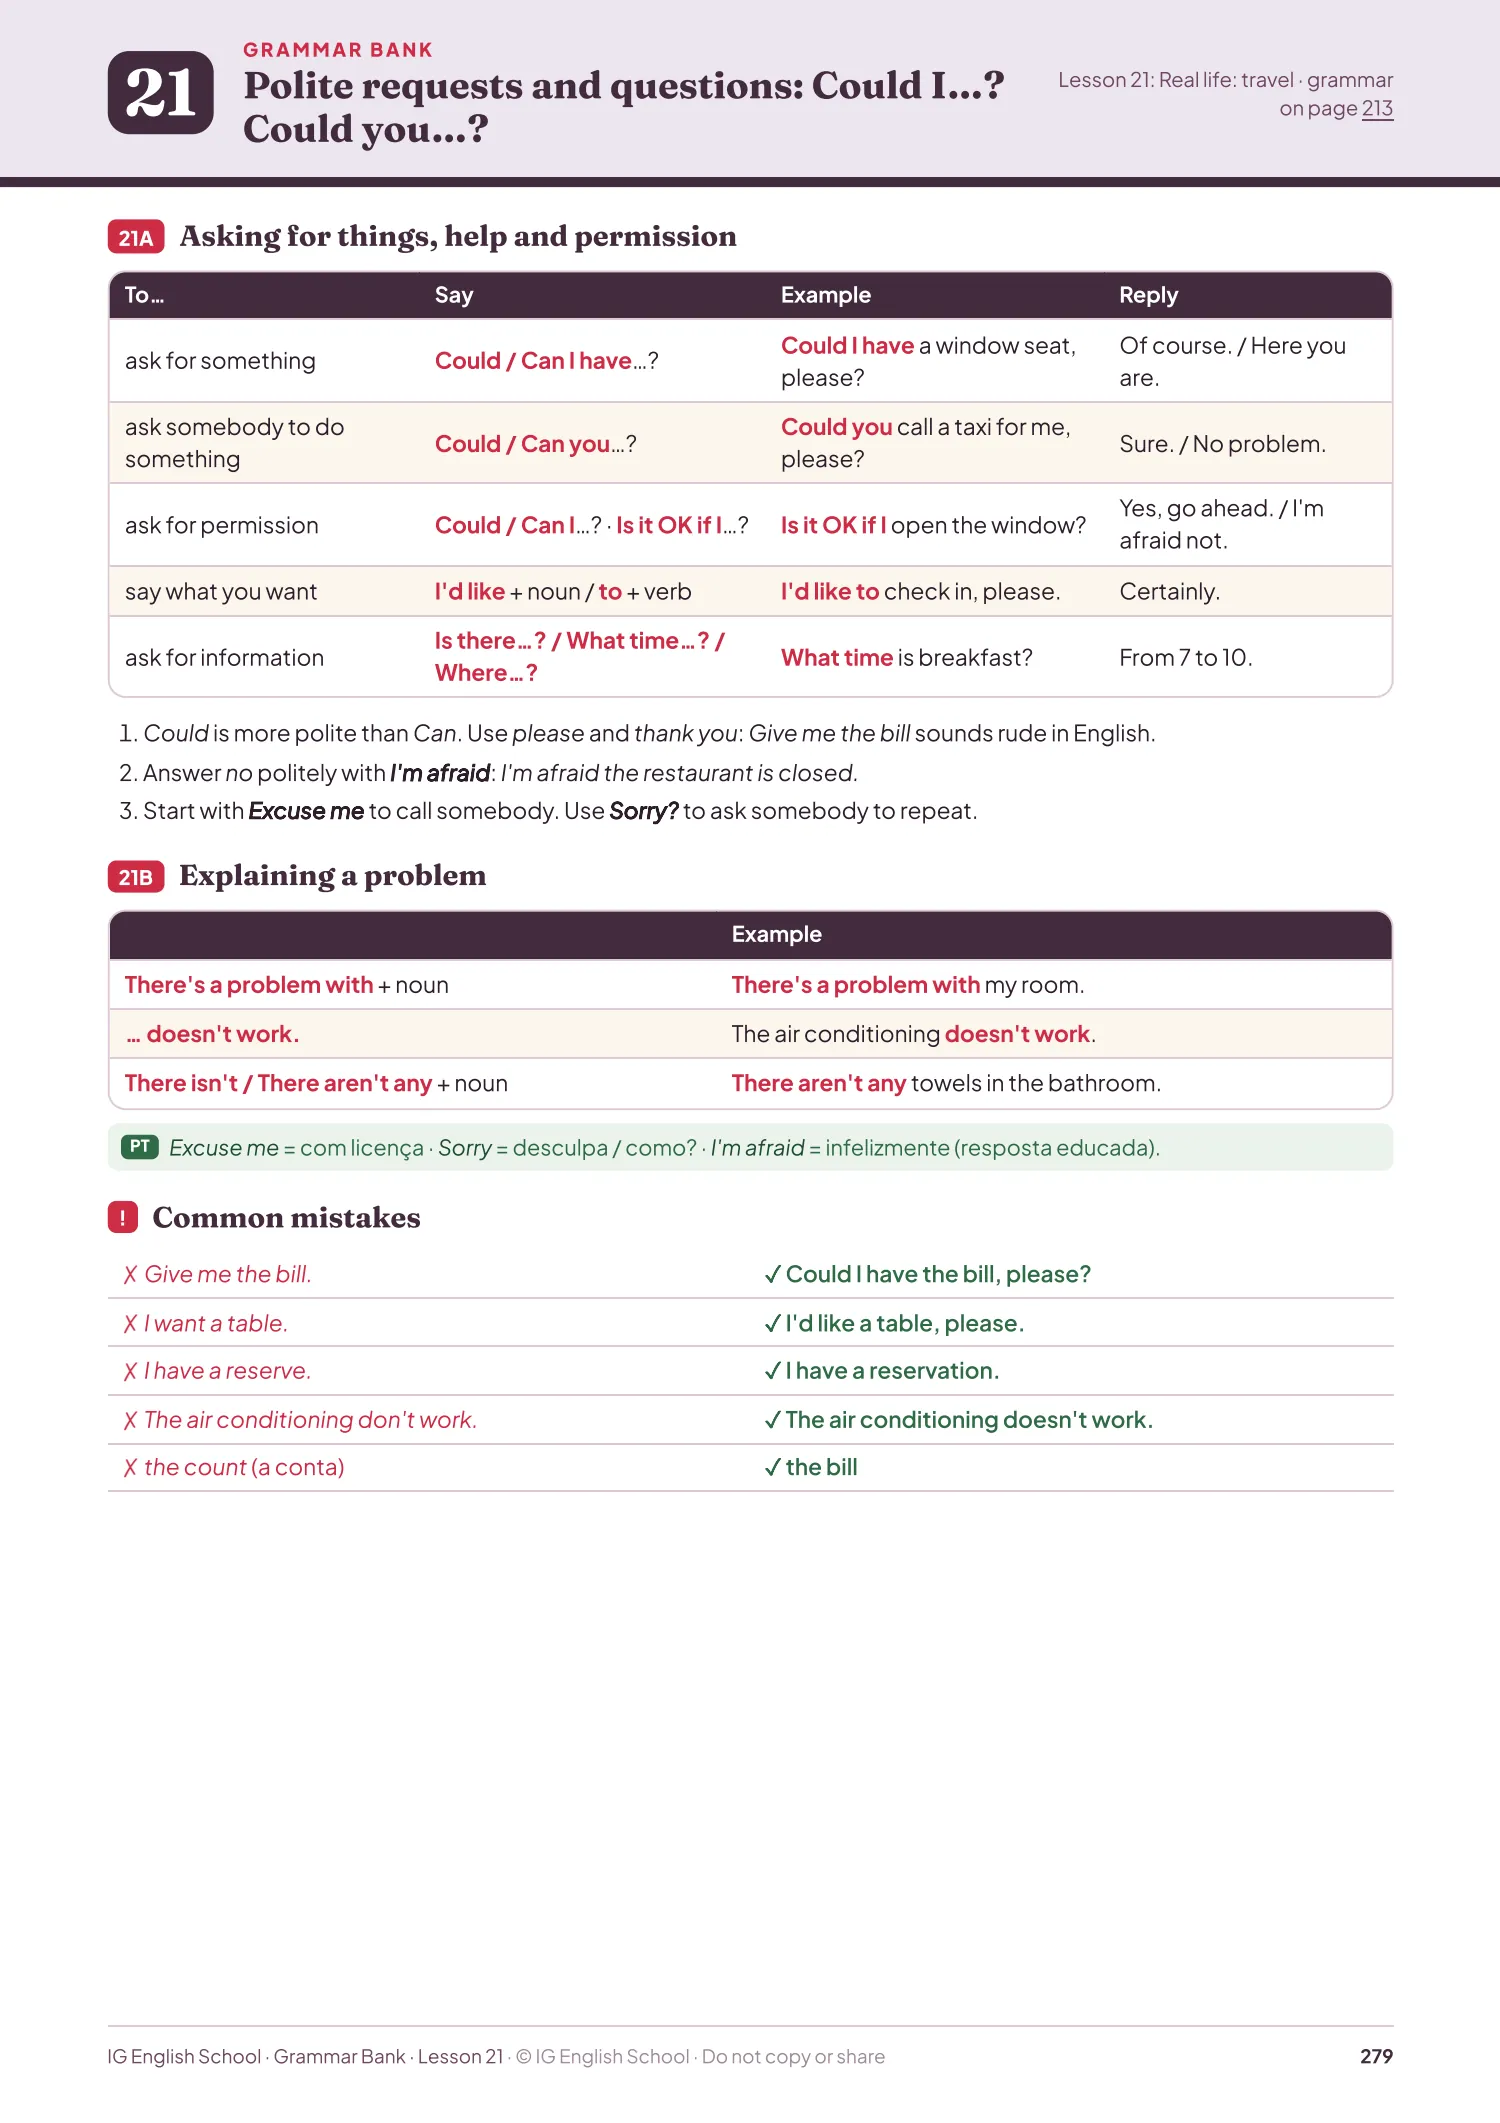 21
GRAMMAR BANK
Polite requests and questions: Could I...?
Could you...?
Lesson 21: Real life: travel · grammar
on page 213
21A Asking for things, help and permission
To... Say Example Reply
ask for something Could / Can I have...? Could I have a window seat, please? Of course. / Here you are.
ask somebody to do something Could / Can you...? Could you call a taxi for me, please? Sure. / No problem.
ask for permission Could / Can I...? · Is it OK if I...? Is it OK if I open the window? Yes, go ahead. / I'm afraid not.
say what you want I'd like + noun / to + verb I'd like to check in, please. Certainly.
ask for information Is there...? / What time...? / Where...? What time is breakfast? From 7 to 10.
1. Could is more polite than Can. Use please and thank you: Give me the bill sounds rude in English.
2. Answer no politely with I'm afraid: I'm afraid the restaurant is closed.
3. Start with Excuse me to call somebody. Use Sorry? to ask somebody to repeat.
21B Explaining a problem
Example
There's a problem with + noun There's a problem with my room.
... doesn't work. The air conditioning doesn't work.
There isn't / There aren't any + noun There aren't any towels in the bathroom.
PT Excuse me = com licença · Sorry = desculpa / como? · I'm afraid = infelizmente (resposta educada).
! Common mistakes
✗ Give me the bill. ✓ Could I have the bill, please?
✗ I want a table. ✓ I'd like a table, please.
✗ I have a reserve. ✓ I have a reservation.
✗ The air conditioning don't work. ✓ The air conditioning doesn't work.
✗ the count (a conta) ✓ the bill
IG English School · Grammar Bank · Lesson 21 · © IG English School · Do not copy or share 279